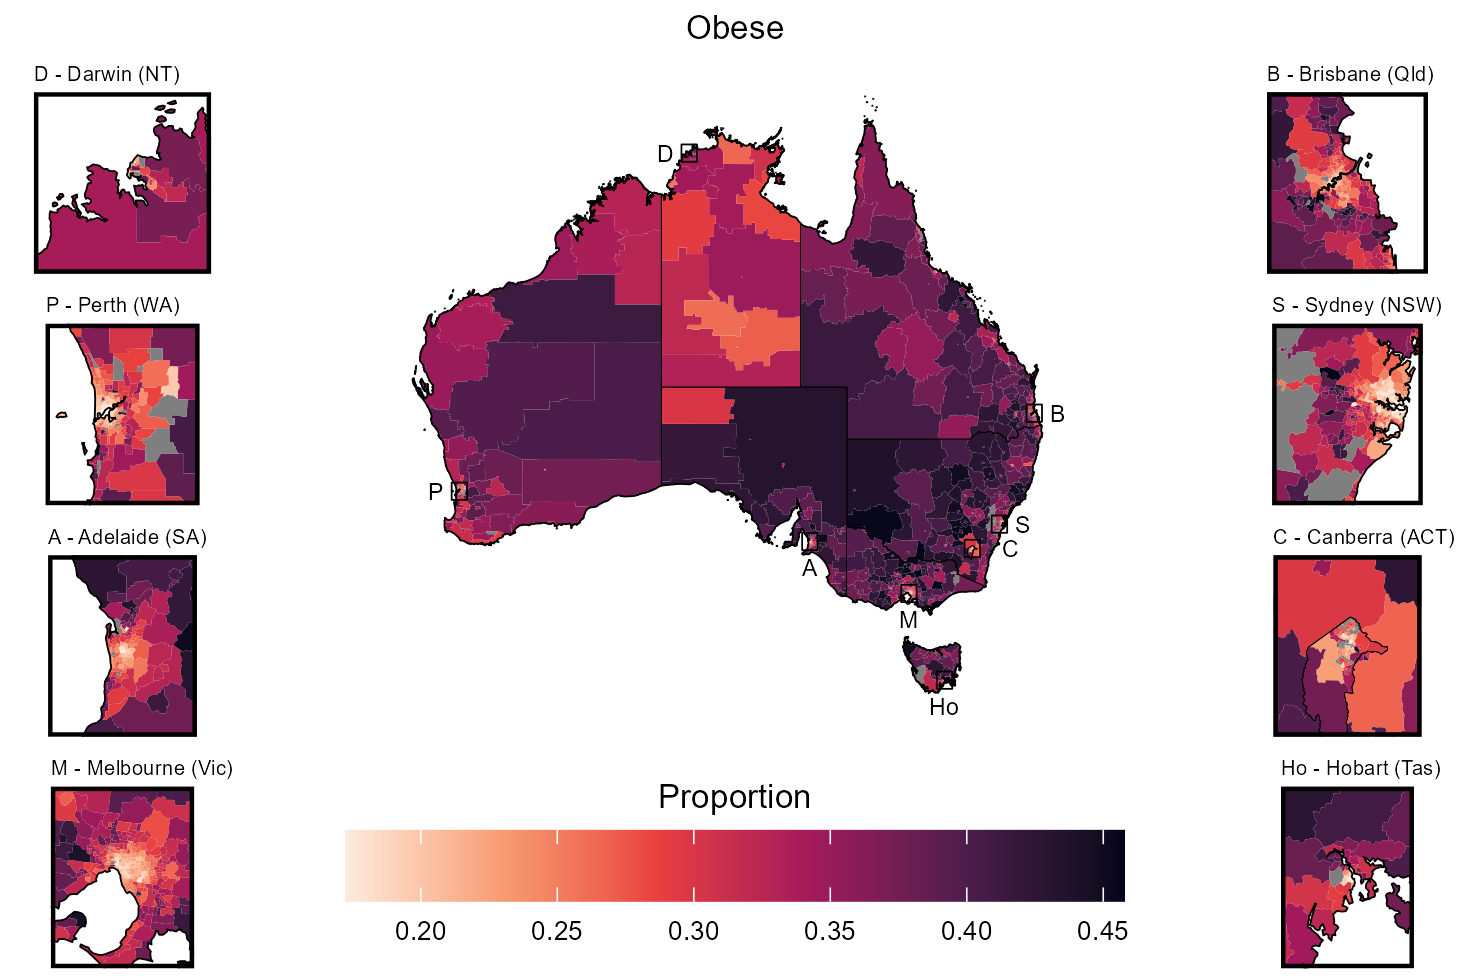 Obese
D - Darwin (NT)
B - Brisbane (Qld)
D
P - Perth (WA)
S - Sydney (NSW)
B
P
S
A - Adelaide (SA)
C - Canberra (ACT)
C
A
M
Ho
M - Melbourne (Vic)
Ho - Hobart (Tas)
Proportion
0.20 0.25 0.30 0.35 0.40 0.45